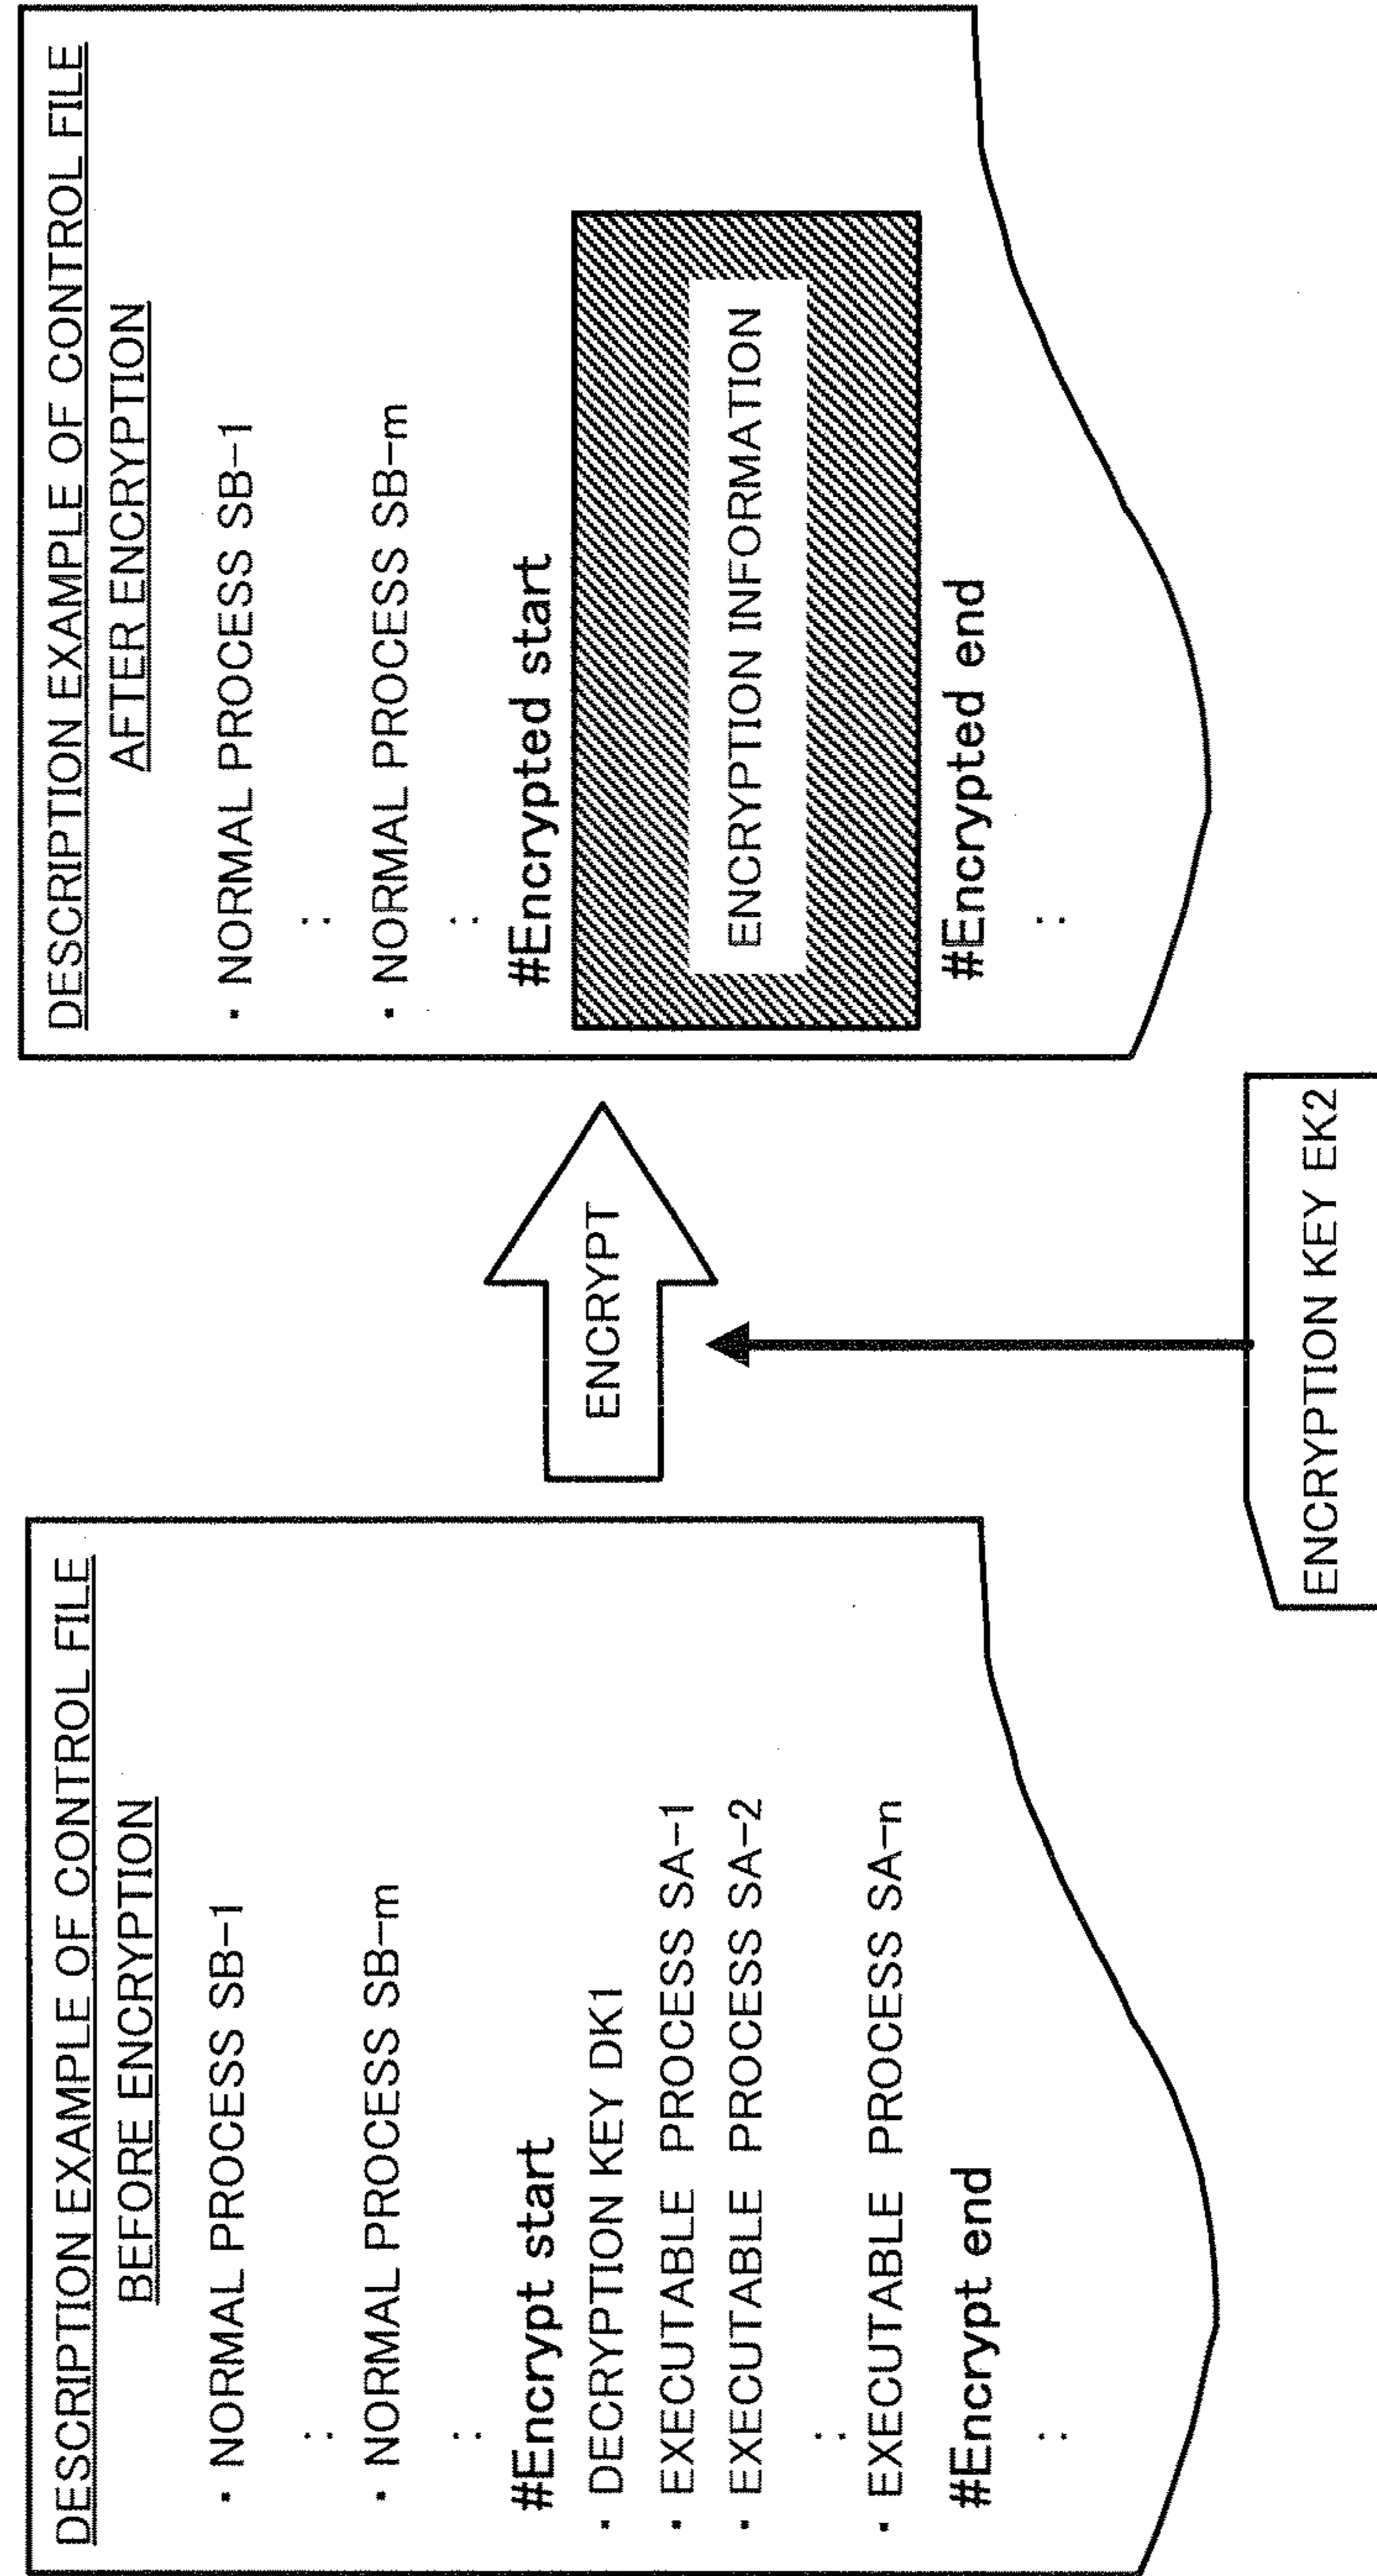 DESCRIPTION EXAMPLE OF CONTROL FILE
BEFORE ENCRYPTION
· NORMAL PROCESS SB-1
:
· NORMAL PROCESS SB-m
:
#Encrypt start
· DECRYPTION KEY DK1
· EXECUTABLE PROCESS SA-1
· EXECUTABLE PROCESS SA-2
:
· EXECUTABLE PROCESS SA-n
#Encrypt end
:
ENCRYPT
ENCRYPTION KEY EK2
DESCRIPTION EXAMPLE OF CONTROL FILE
AFTER ENCRYPTION
· NORMAL PROCESS SB-1
:
· NORMAL PROCESS SB-m
:
#Encrypted start
ENCRYPTION INFORMATION
#Encrypted end
: